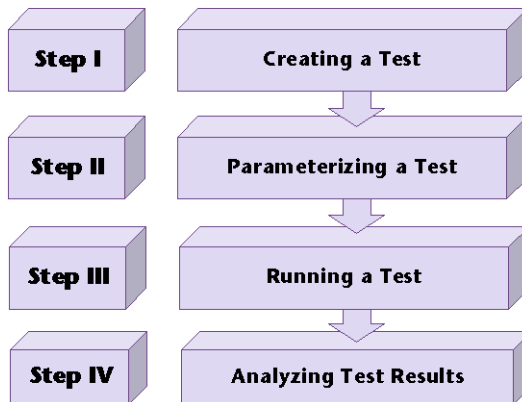 Step I
Creating a Test
Step II
Parameterizing a Test
Step III
Running a Test
Step IV
Analyzing Test Results